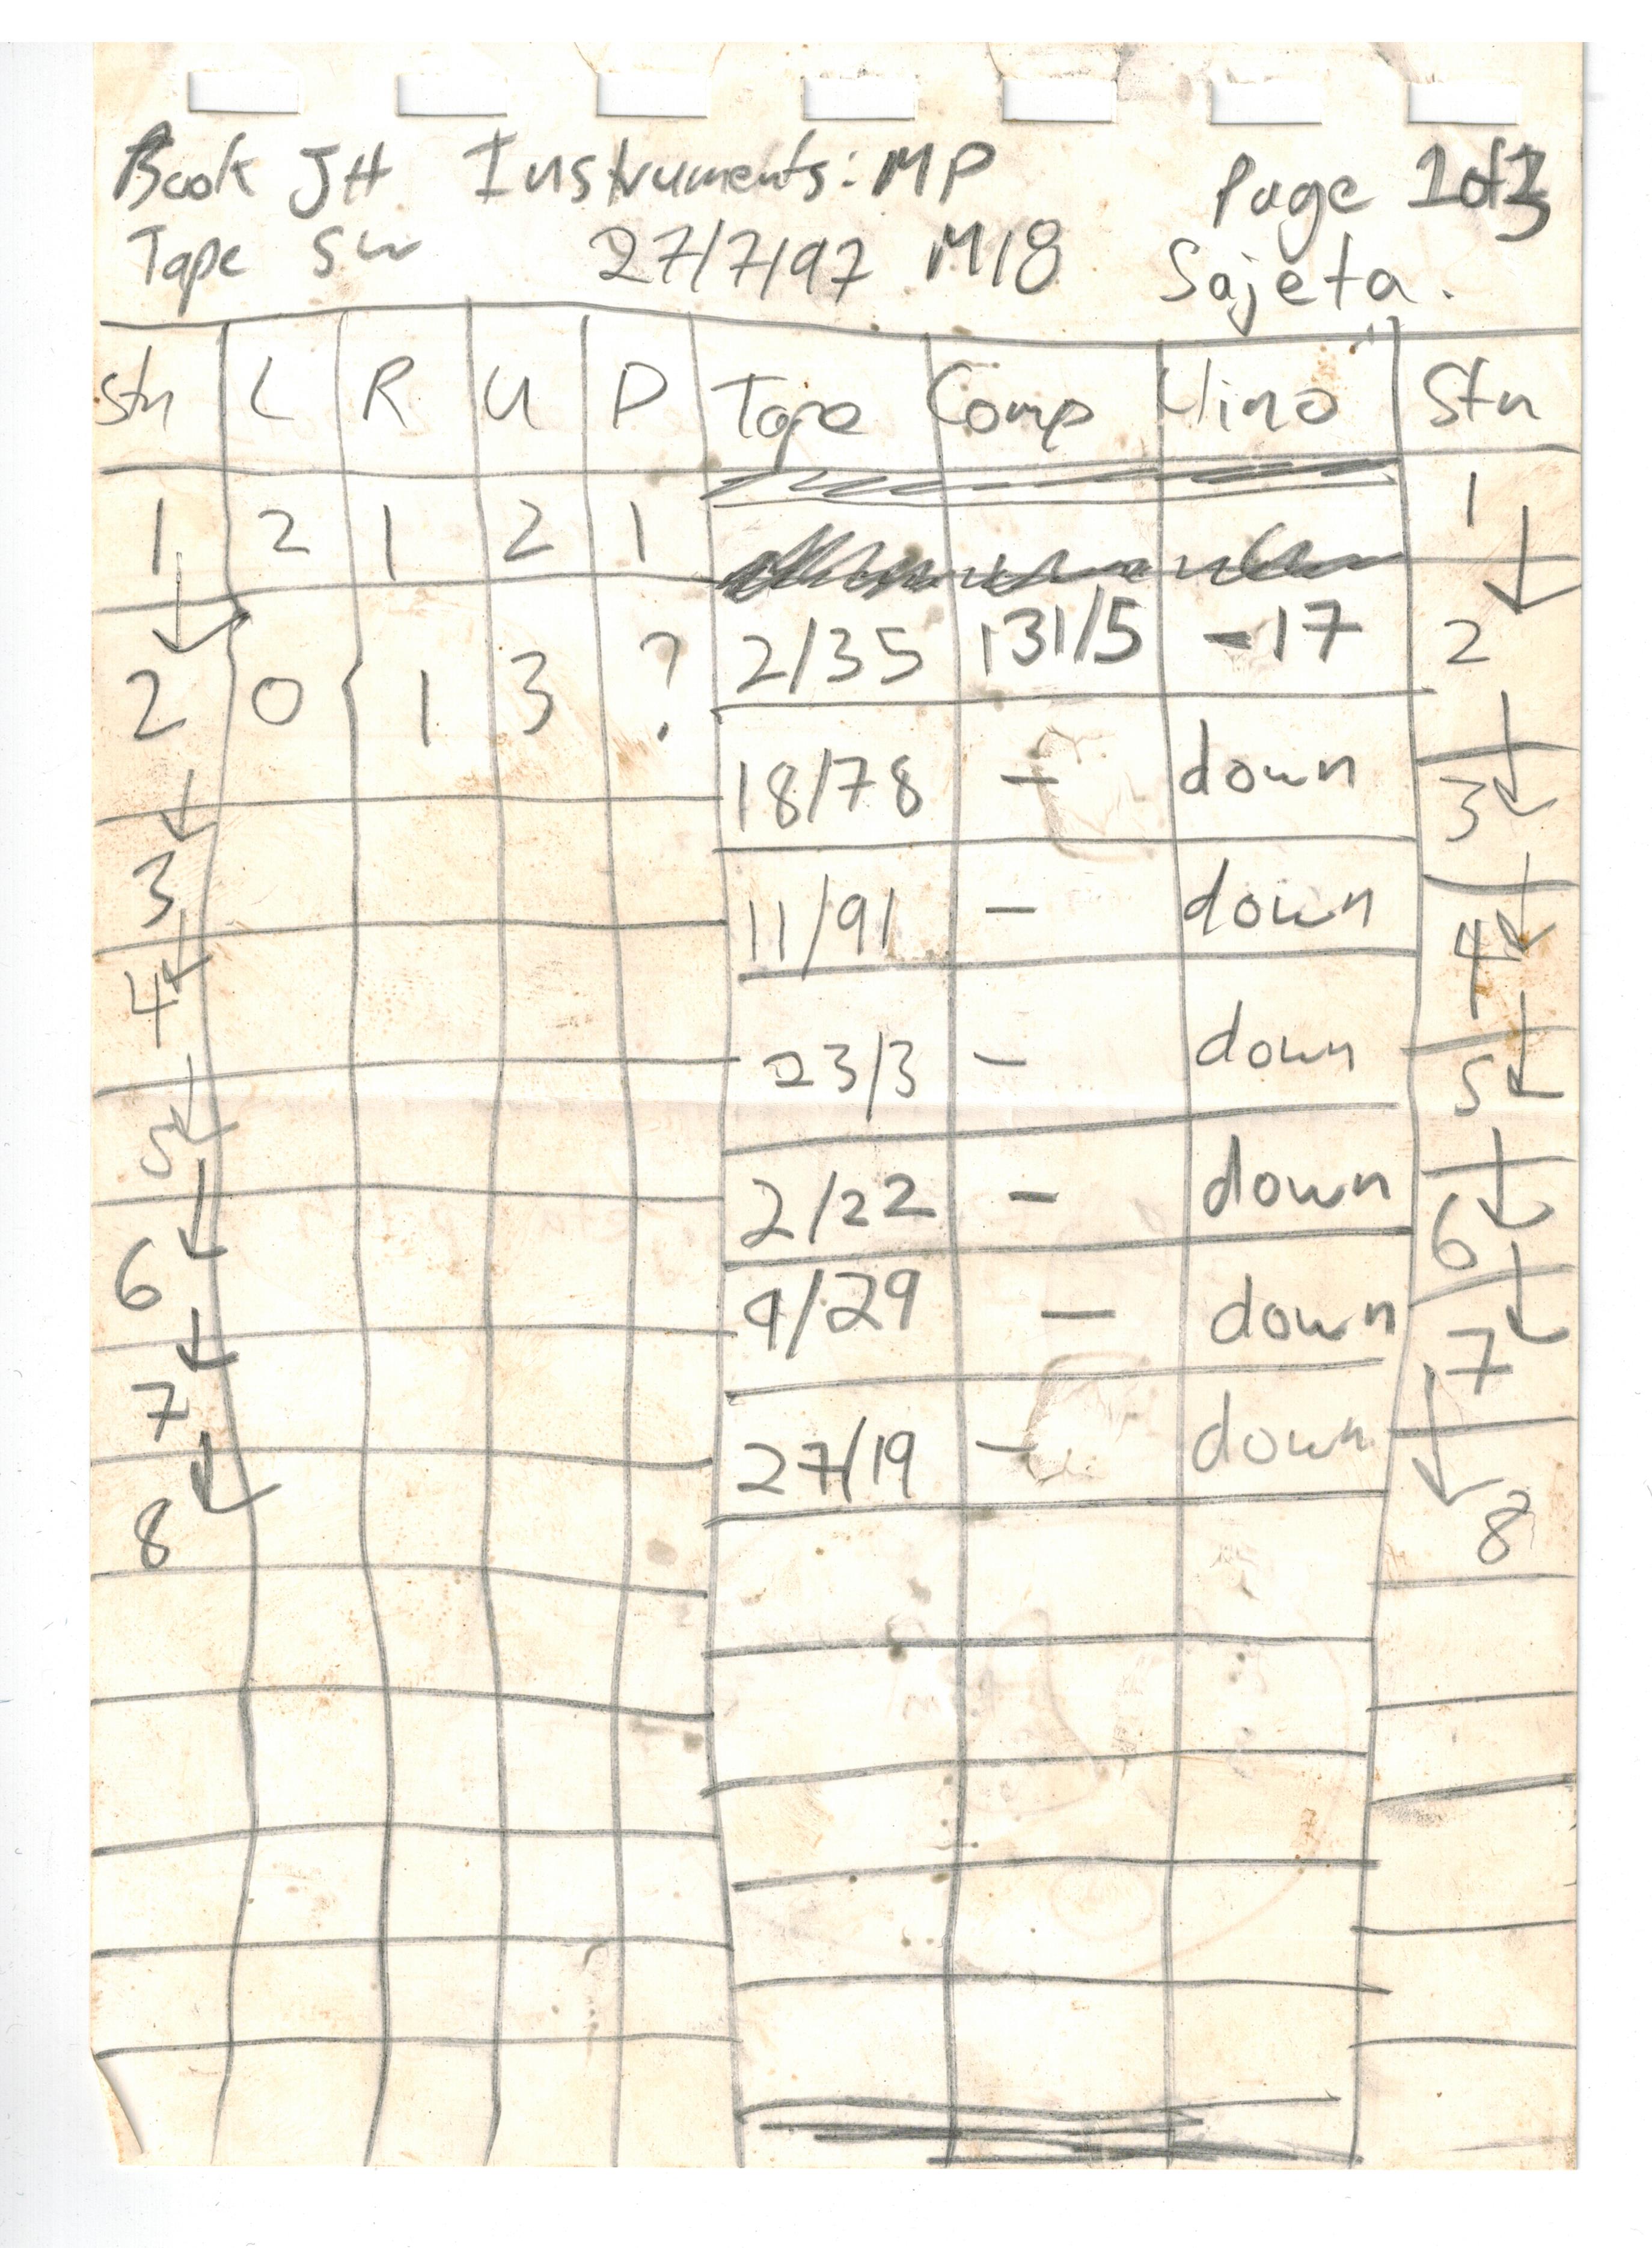 Book JH Instruments: MP Page 1 of 3
Tape SW 27/7/97 M18 Sajeta.
Stn L R U D Tape Comp Clino Stn
1 2 1 2 1 1
2 0 1 3 ? 2/35 131/5 -17 2
18/78 - down 3
3 11/91 - down 4
4 23/3 - down 5
5 2/22 - down 6
6 9/29 - down 7
7 27/19 - down 8
8